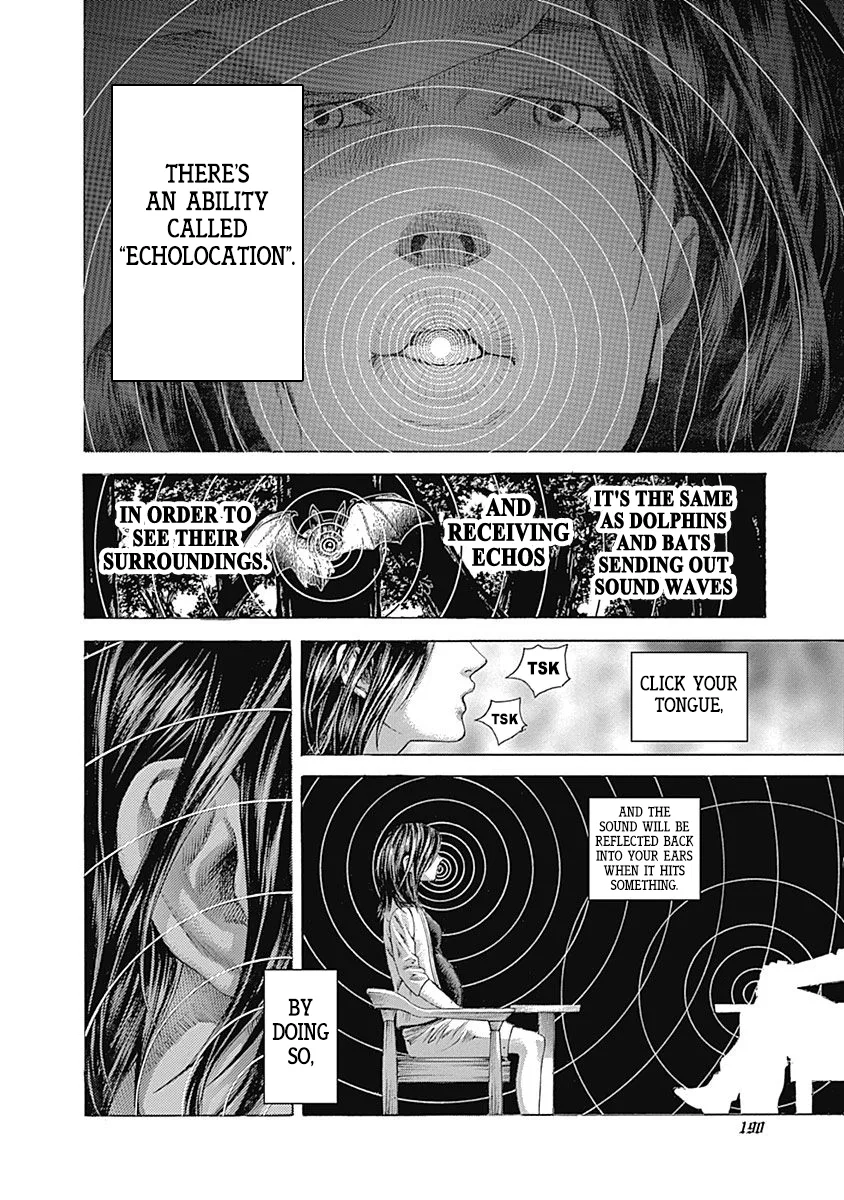 THERE'S
AN ABILITY
CALLED
“ECHOLOCATION”.
IT'S THE SAME
AS DOLPHINS
AND BATS
SENDING OUT
SOUND WAVES
AND
RECEIVING
ECHOS
IN ORDER TO
SEE THEIR
SURROUNDINGS.
CLICK YOUR
TONGUE,
TSK
TSK
AND THE
SOUND WILL BE
REFLECTED BACK
INTO YOUR EARS
WHEN IT HITS
SOMETHING.
BY
DOING
SO,
190